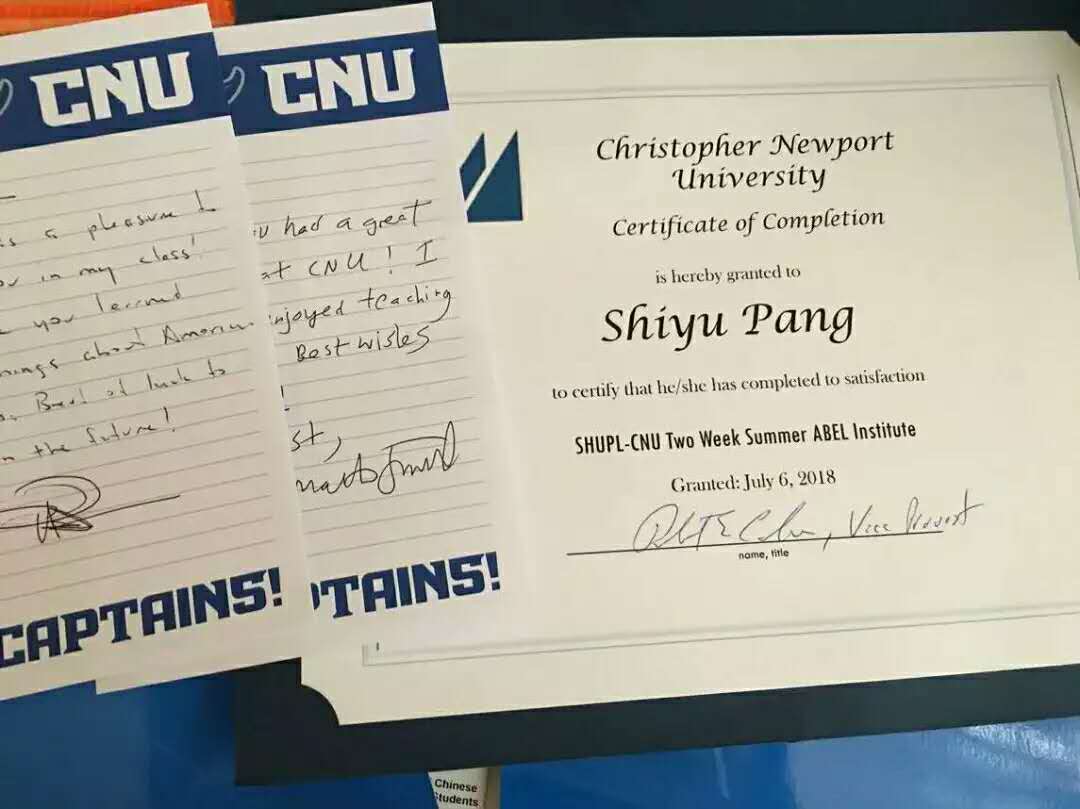 CNU
s a pleasure I
in my class!
you learned
things about American
Best of luck to
n the future!
CAPTAINS!
CNU
u had a great
at CNU! I
njoyed teaching
Best wishes
!
st,
PTAINS!
Christopher Newport
University
Certificate of Completion
is hereby granted to
Shiyu Pang
to certify that he/she has completed to satisfaction
SHUPL-CNU Two Week Summer ABEL Institute
Granted: July 6, 2018
Vice Provost
name, title
Chinese
Students